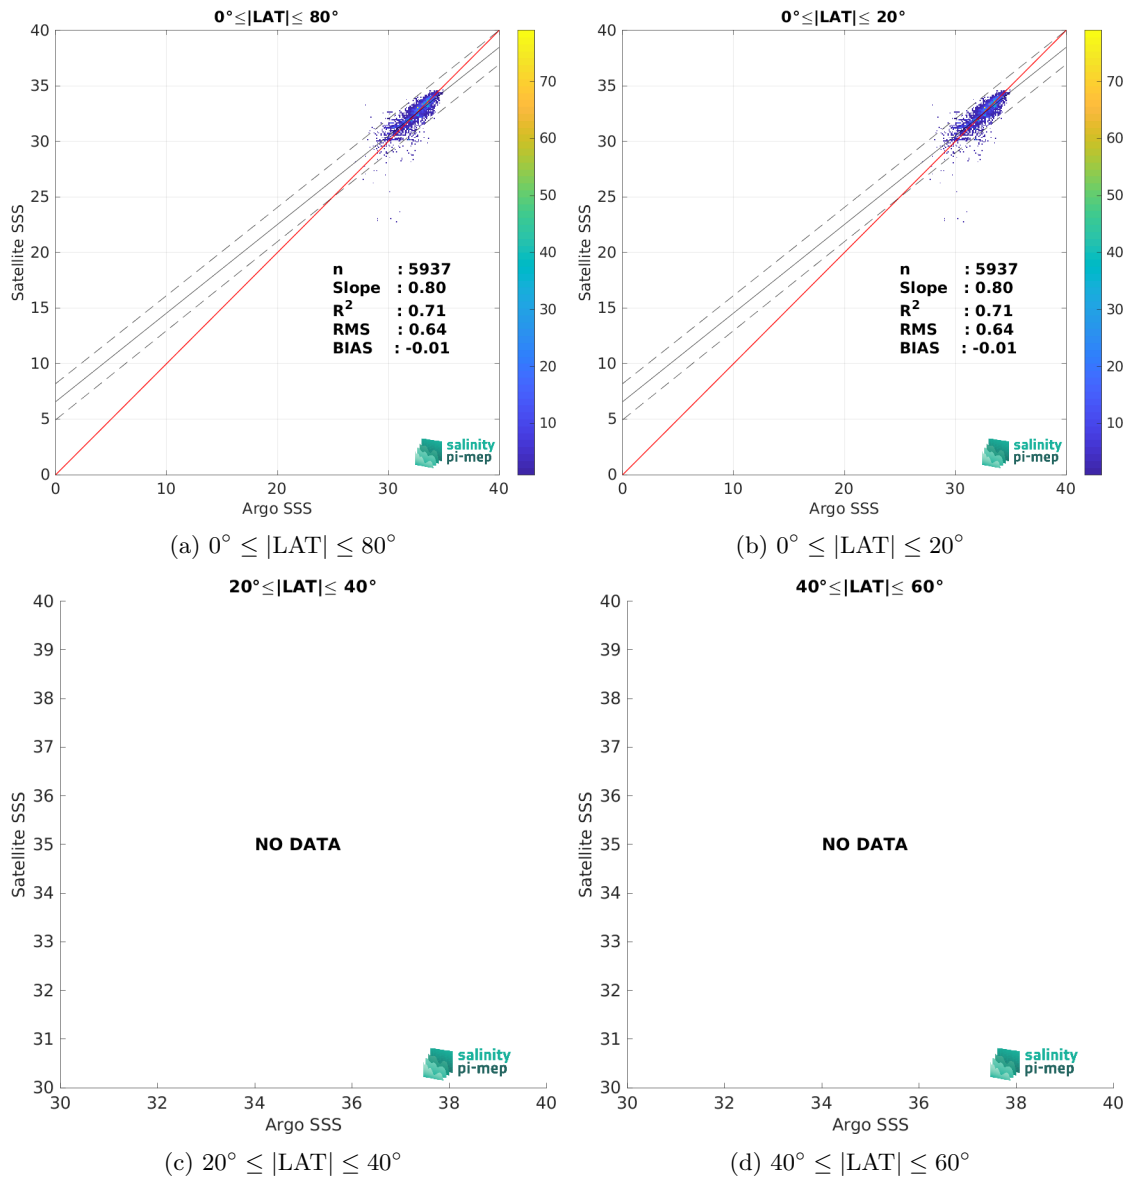 0°≤|LAT|≤ 80°
40
35
30
25
20
15
10
5
0
0
10
20
30
40
Satellite SSS
Argo SSS
n : 5937
Slope : 0.80
R² : 0.71
RMS : 0.64
BIAS : -0.01
salinity
pi-mep
70
60
50
40
30
20
10
(a) 0° ≤ |LAT| ≤ 80°
0°≤|LAT|≤ 20°
40
35
30
25
20
15
10
5
0
0
10
20
30
40
Satellite SSS
Argo SSS
n : 5937
Slope : 0.80
R² : 0.71
RMS : 0.64
BIAS : -0.01
salinity
pi-mep
70
60
50
40
30
20
10
(b) 0° ≤ |LAT| ≤ 20°
20°≤|LAT|≤ 40°
40
39
38
37
36
35
34
33
32
31
30
30
32
34
36
38
40
Satellite SSS
Argo SSS
NO DATA
salinity
pi-mep
(c) 20° ≤ |LAT| ≤ 40°
40°≤|LAT|≤ 60°
40
39
38
37
36
35
34
33
32
31
30
30
32
34
36
38
40
Satellite SSS
Argo SSS
NO DATA
salinity
pi-mep
(d) 40° ≤ |LAT| ≤ 60°